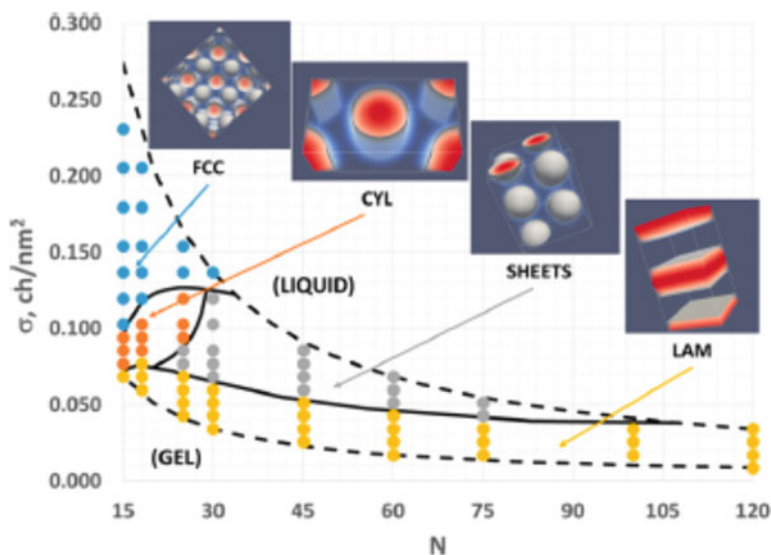 0.300
0.250
0.200
0.150
0.100
0.050
0.000
σ, ch/nm²
FCC
CYL
(LIQUID)
SHEETS
LAM
(GEL)
15 30 45 60 75 90 105 120
N